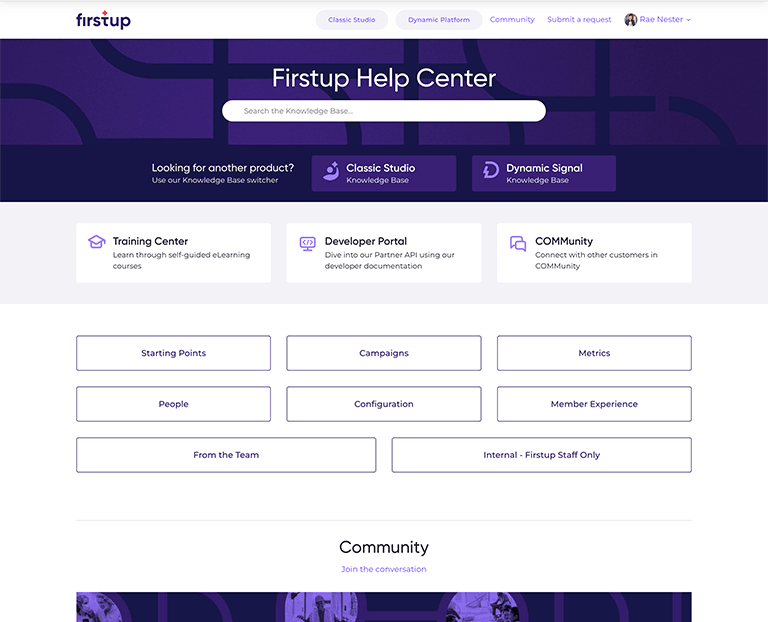 firstup
Classic Studio
Dynamic Platform
Community
Submit a request
Rae Nester
Firstup Help Center
Search the Knowledge Base...
Looking for another product?
Use our Knowledge Base switcher
Classic Studio
Knowledge Base
Dynamic Signal
Knowledge Base
Training Center
Learn through self-guided eLearning
courses
Developer Portal
Dive into our Partner API using our
developer documentation
COMMunity
Connect with other customers in
COMMunity
Starting Points
Campaigns
Metrics
People
Configuration
Member Experience
From the Team
Internal - Firstup Staff Only
Community
Join the conversation